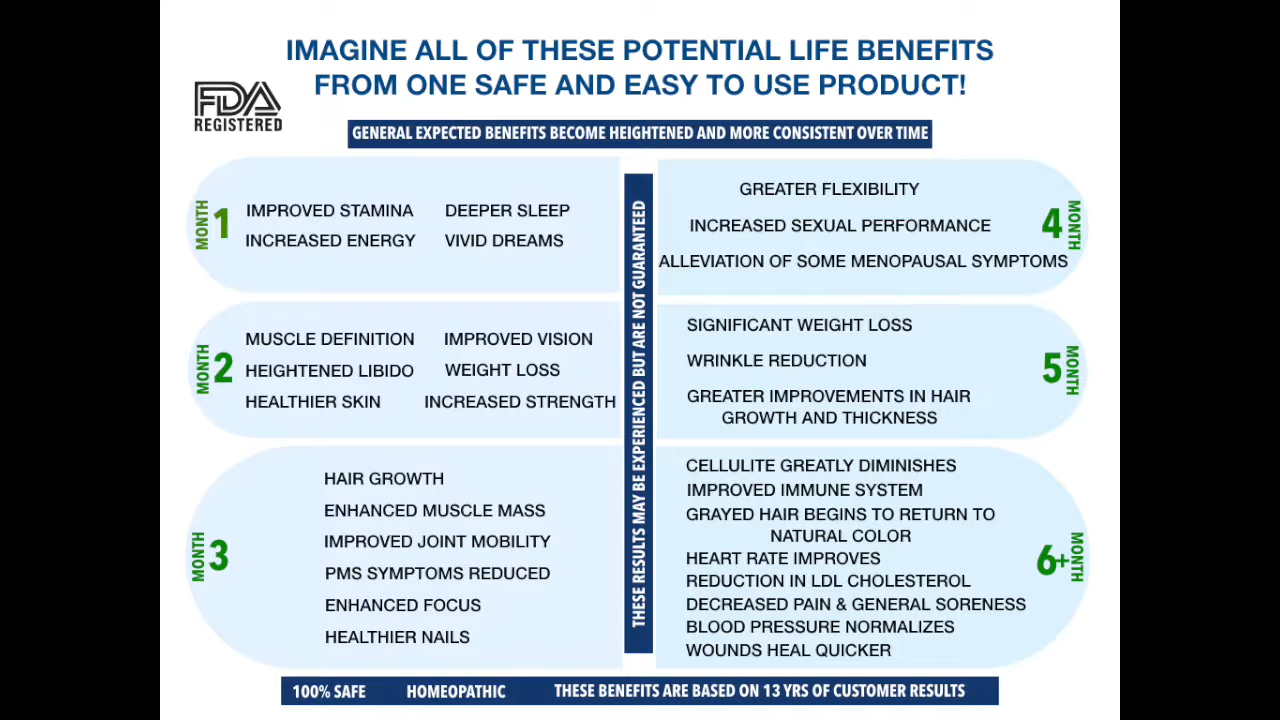 IMAGINE ALL OF THESE POTENTIAL LIFE BENEFITS
FROM ONE SAFE AND EASY TO USE PRODUCT!
FDA
REGISTERED
GENERAL EXPECTED BENEFITS BECOME HEIGHTENED AND MORE CONSISTENT OVER TIME
MONTH 1
IMPROVED STAMINA DEEPER SLEEP
INCREASED ENERGY VIVID DREAMS
MONTH 2
MUSCLE DEFINITION IMPROVED VISION
HEIGHTENED LIBIDO WEIGHT LOSS
HEALTHIER SKIN INCREASED STRENGTH
MONTH 3
HAIR GROWTH
ENHANCED MUSCLE MASS
IMPROVED JOINT MOBILITY
PMS SYMPTOMS REDUCED
ENHANCED FOCUS
HEALTHIER NAILS
THESE RESULTS MAY BE EXPERIENCED BUT ARE NOT GUARANTEED
4 MONTH
GREATER FLEXIBILITY
INCREASED SEXUAL PERFORMANCE
ALLEVIATION OF SOME MENOPAUSAL SYMPTOMS
5 MONTH
SIGNIFICANT WEIGHT LOSS
WRINKLE REDUCTION
GREATER IMPROVEMENTS IN HAIR
GROWTH AND THICKNESS
6+ MONTH
CELLULITE GREATLY DIMINISHES
IMPROVED IMMUNE SYSTEM
GRAYED HAIR BEGINS TO RETURN TO
NATURAL COLOR
HEART RATE IMPROVES
REDUCTION IN LDL CHOLESTEROL
DECREASED PAIN & GENERAL SORENESS
BLOOD PRESSURE NORMALIZES
WOUNDS HEAL QUICKER
100% SAFE HOMEOPATHIC THESE BENEFITS ARE BASED ON 13 YRS OF CUSTOMER RESULTS